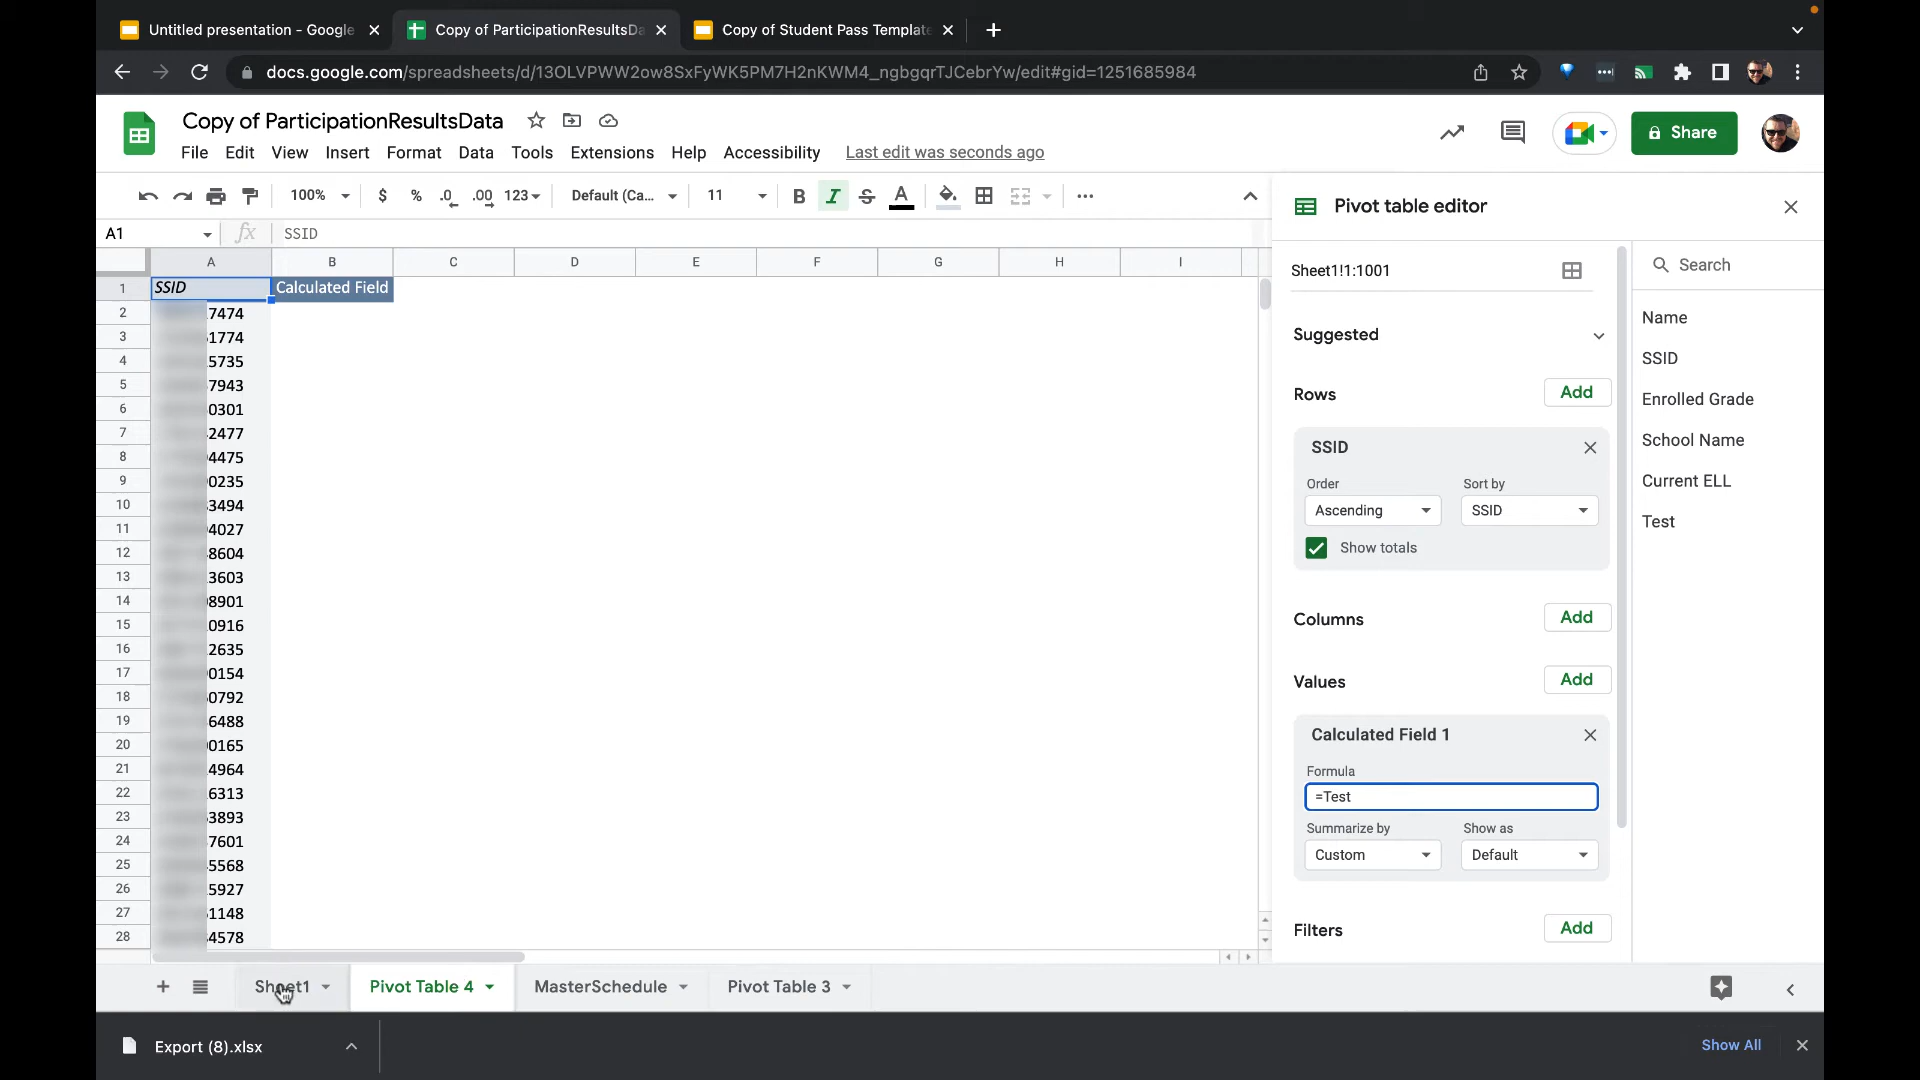 Untitled presentation - Google
Copy of ParticipationResultsDa
Copy of Student Pass Template
docs.google.com/spreadsheets/d/13OLVPWW2ow8SxFyWK5PM7H2nKWM4_ngbgqrTJCebrYw/edit#gid=1251685984
Copy of ParticipationResultsData
Share
File Edit View Insert Format Data Tools Extensions Help Accessibility Last edit was seconds ago
100% $ % .0 .00 123 Default (Ca... 11 B I S A
Pivot table editor
A1 fx SSID
A B C D E F G H I
Sheet1!1:1001
Search
1 SSID Calculated Field
2 7474
3 1774
4 5735
5 7943
6 0301
7 2477
8 4475
9 0235
10 3494
11 4027
12 8604
13 3603
14 8901
15 0916
16 2635
17 0154
18 0792
19 6488
20 0165
21 4964
22 6313
23 3893
24 7601
25 5568
26 5927
27 1148
28 4578
Suggested
Rows Add
SSID
Order Sort by
Ascending SSID
Show totals
Columns Add
Values Add
Calculated Field 1
Formula
=Test
Summarize by Show as
Custom Default
Filters Add
Name
SSID
Enrolled Grade
School Name
Current ELL
Test
Sheet1 Pivot Table 4 MasterSchedule Pivot Table 3
Export (8).xlsx
Show All